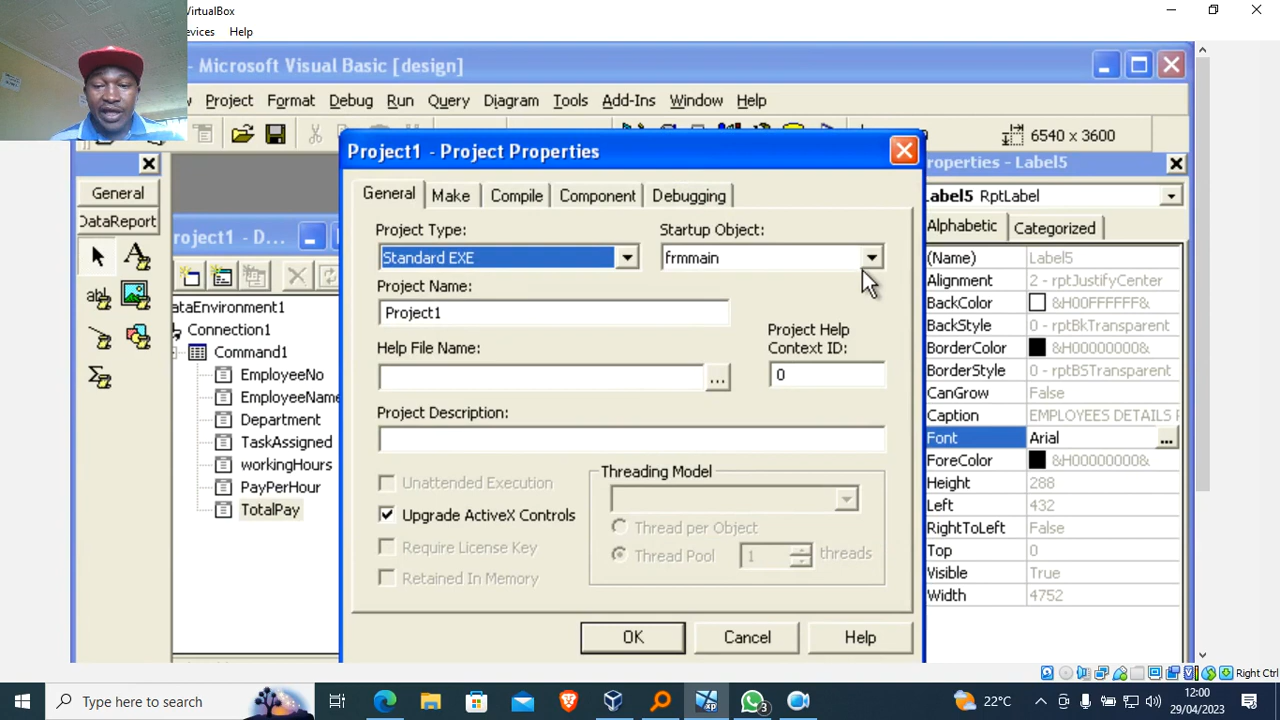 VirtualBox
evices Help
- Microsoft Visual Basic [design]
Project Format Debug Run Query Diagram Tools Add-Ins Window Help
6540 x 3600
Project1 - Project Properties
roperties - Label5
General
DataReport
General Make Compile Component Debugging
abel5 RptLabel
Alphabetic Categorized
roject1 - D...
Project Type: Startup Object:
Standard EXE frmmain
Project Name:
Project1
Help File Name:
Project Help
Context ID:
... 0
Project Description:
Unattended Execution
Upgrade ActiveX Controls
Require License Key
Retained In Memory
Threading Model
Thread per Object
Thread Pool 1 threads
OK Cancel Help
ataEnvironment1
Connection1
Command1
EmployeeNo
EmployeeName
Department
TaskAssigned
workingHours
PayPerHour
TotalPay
abl
(Name) Label5
Alignment 2 - rptJustifyCenter
BackColor &H00FFFFFF&
BackStyle 0 - rptBkTransparent
BorderColor &H00000000&
BorderStyle 0 - rptBSTransparent
CanGrow False
Caption EMPLOYEES DETAILS R
Font Arial ...
ForeColor &H00000000&
Height 288
Left 432
RightToLeft False
Top 0
Visible True
Width 4752
Right Ctrl
Type here to search
XP
3
22°C
12:00
29/04/2023